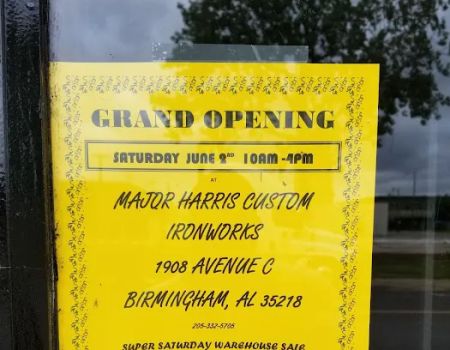 GRAND OPENING
SATURDAY JUNE 2ND 10AM -4PM
AT
MAJOR HARRIS CUSTOM
IRONWORKS
1908 AVENUE C
BIRMINGHAM, AL 35218
205-332-5705
SUPER SATURDAY WAREHOUSE SALE